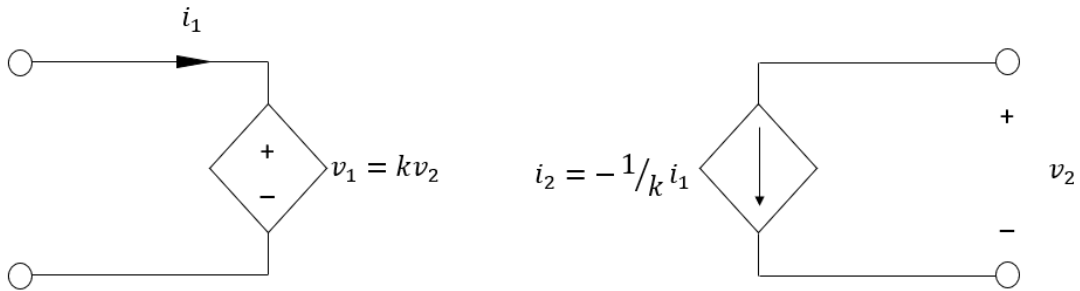 i₁
+
−
v₁ = kv₂
i₂ = − 1/k i₁
+
v₂
−